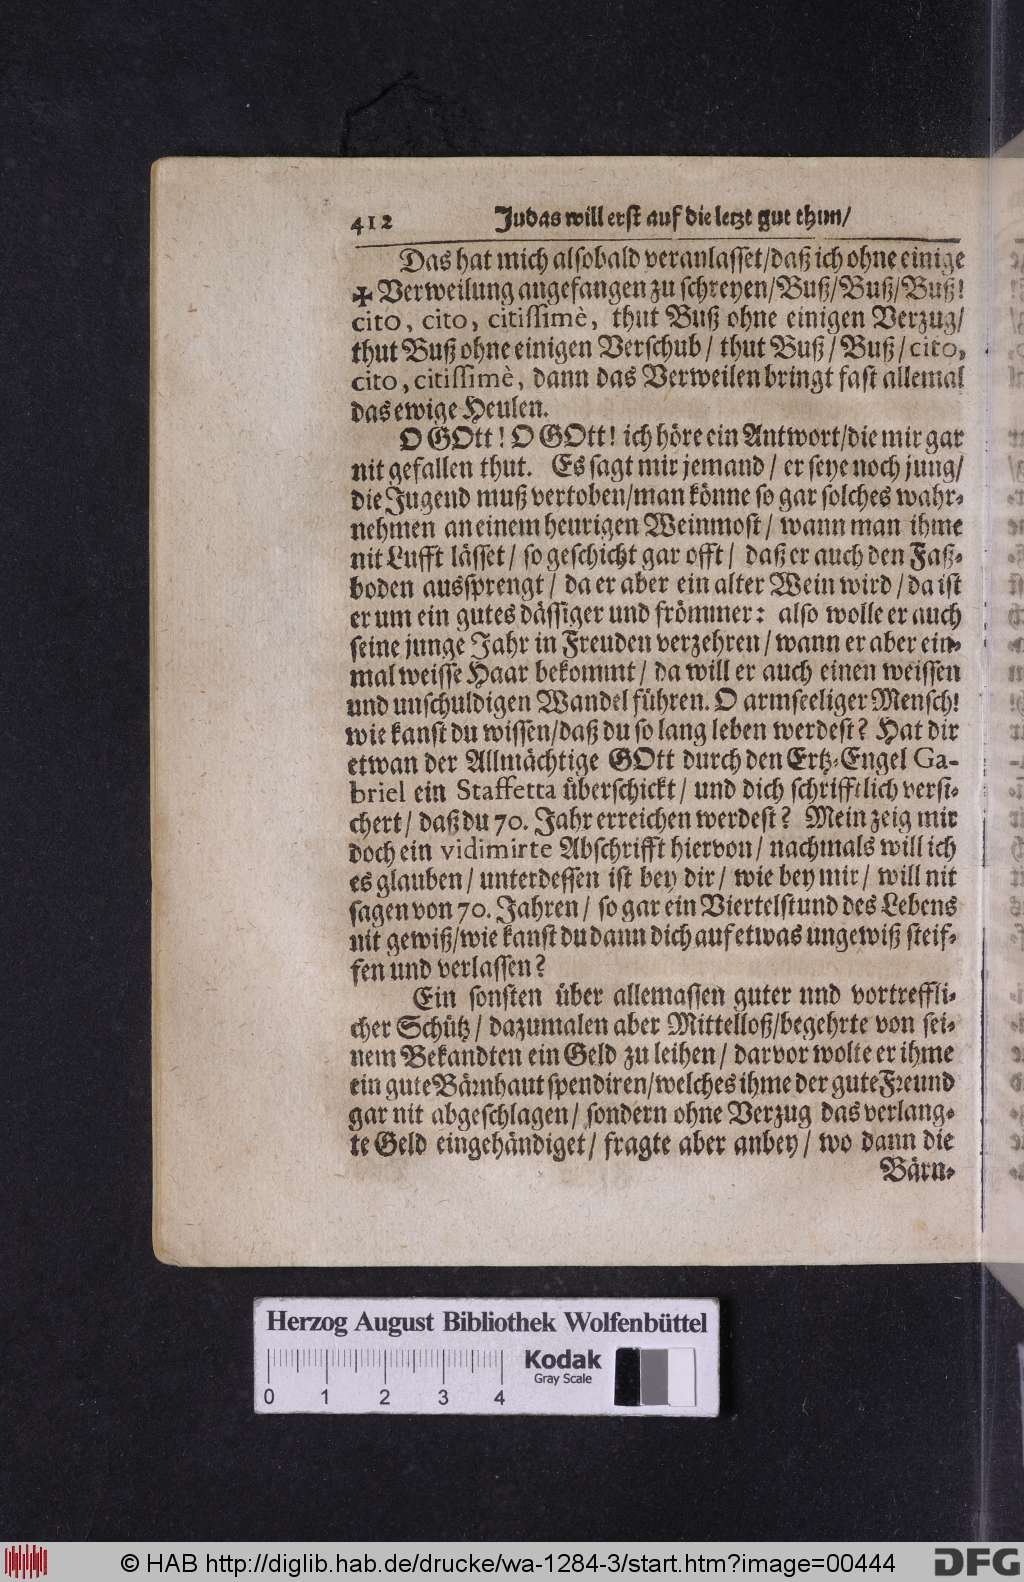 412 Judas will erst auf die letzt gut thun/
Das hat mich alsobald veranlasset/daß ich ohne einige
✠ Verweilung angefangen zu schreyen/Buß/Buß/Buß!
cito, cito, citissimè, thut Buß ohne einigen Verzug/
thut Buß ohne einigen Verschub/ thut Buß/ Buß/cito,
cito, citissimè, dann das Verweilen bringt fast allemal
das ewige Heulen.
O GOtt! O GOtt! ich höre ein Antwort/die mir gar
nit gefallen thut. Es sagt mir jemand/ er seye noch jung/
die Jugend muß vertoben/man könne so gar solches wahr-
nehmen an einem heurigen Weinmost/ wann man ihme
nit Lufft lässet/ so geschicht gar offt/ daß er auch den Faß-
boden aussprengt/ da er aber ein alter Wein wird/da ist
er um ein gutes dässiger und frömmer: also wolle er auch
seine junge Jahr in Freuden verzehren/wann er aber ein-
mal weisse Haar bekommt/ da will er auch einen weissen
und unschuldigen Wandel führen. O armseeliger Mensch!
wie kanst du wissen/daß du so lang leben werdest? Hat dir
etwan der Allmächtige GOtt durch den Ertz-Engel Ga-
briel ein Staffetta überschickt/ und dich schrifftlich versi-
chert/ daß du 70. Jahr erreichen werdest? Mein zeig mir
doch ein vidimirte Abschrifft hiervon/ nachmals will ich
es glauben/ unterdessen ist bey dir/ wie bey mir/ will nit
sagen von 70. Jahren/ so gar ein Viertelstund des Lebens
nit gewiß/wie kanst du dann dich auf etwas ungewiß steif-
fen und verlassen?
Ein sonsten über allemassen guter und vortreffli-
cher Schütz/ dazumalen aber Mittelloß/begehrte von sei-
nem Bekandten ein Geld zu leihen/ darvor wolte er ihme
ein gute Bärnhaut spendiren/welches ihme der gute Freund
gar nit abgeschlagen/ sondern ohne Verzug das verlang-
te Geld eingehändiget/ fragte aber anbey/ wo dann die
Bärn-
Herzog August Bibliothek Wolfenbüttel
Kodak
Gray Scale
0 1 2 3 4
© HAB http://diglib.hab.de/drucke/wa-1284-3/start.htm?image=00444
DFG